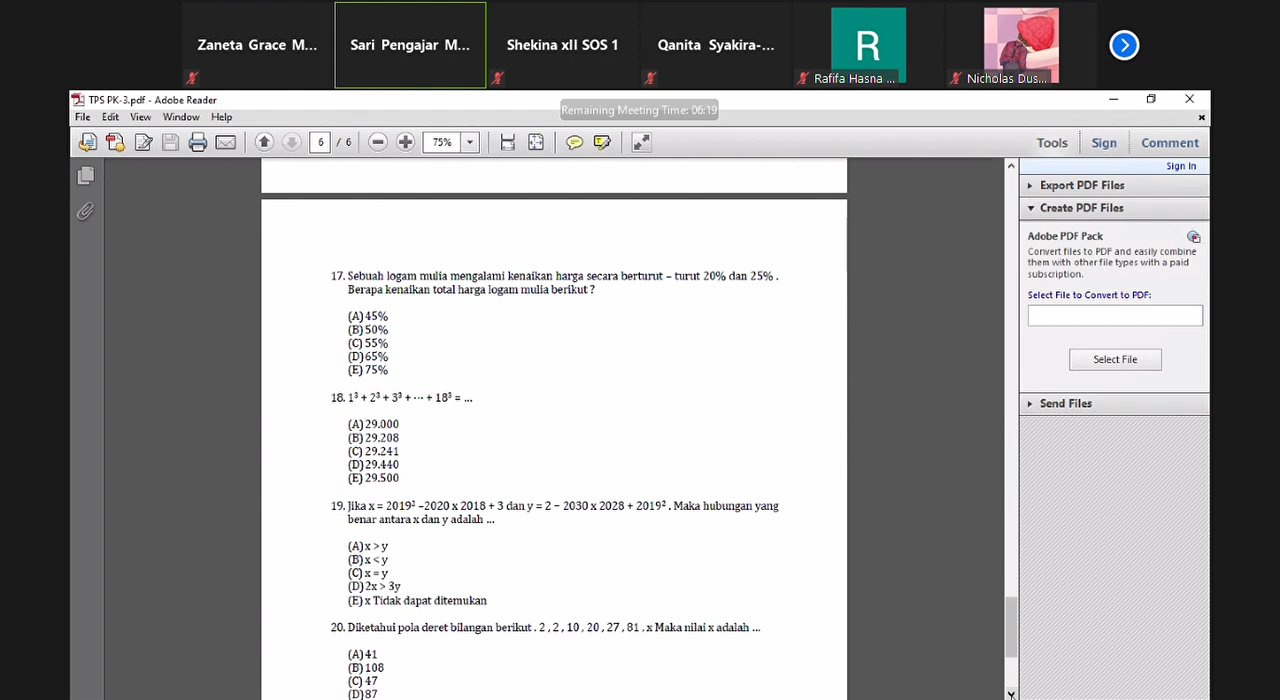 Zaneta Grace M...
Sari Pengajar M...
Shekina xII SOS 1
Qanita Syakira-...
R
Rafifa Hasna ...
Nicholas Dus...
TPS PK-3.pdf - Adobe Reader
Remaining Meeting Time: 06:19
File Edit View Window Help
6 / 6 75% Tools Sign Comment
Sign In
Export PDF Files
Create PDF Files
Adobe PDF Pack
Convert files to PDF and easily combine
them with other file types with a paid
subscription.
Select File to Convert to PDF:
Select File
Send Files
17. Sebuah logam mulia mengalami kenaikan harga secara berturut – turut 20% dan 25% .
Berapa kenaikan total harga logam mulia berikut ?
(A) 45%
(B) 50%
(C) 55%
(D) 65%
(E) 75%
18. 1³ + 2³ + 3³ + ⋯ + 18³ = ...
(A) 29.000
(B) 29.208
(C) 29.241
(D) 29.440
(E) 29.500
19. Jika x = 2019² –2020 x 2018 + 3 dan y = 2 – 2030 x 2028 + 2019² . Maka hubungan yang
benar antara x dan y adalah ...
(A) x > y
(B) x < y
(C) x = y
(D) 2x > 3y
(E) x Tidak dapat ditemukan
20. Diketahui pola deret bilangan berikut . 2 , 2 , 10 , 20 , 27 , 81 , x Maka nilai x adalah ...
(A) 41
(B) 108
(C) 47
(D) 87